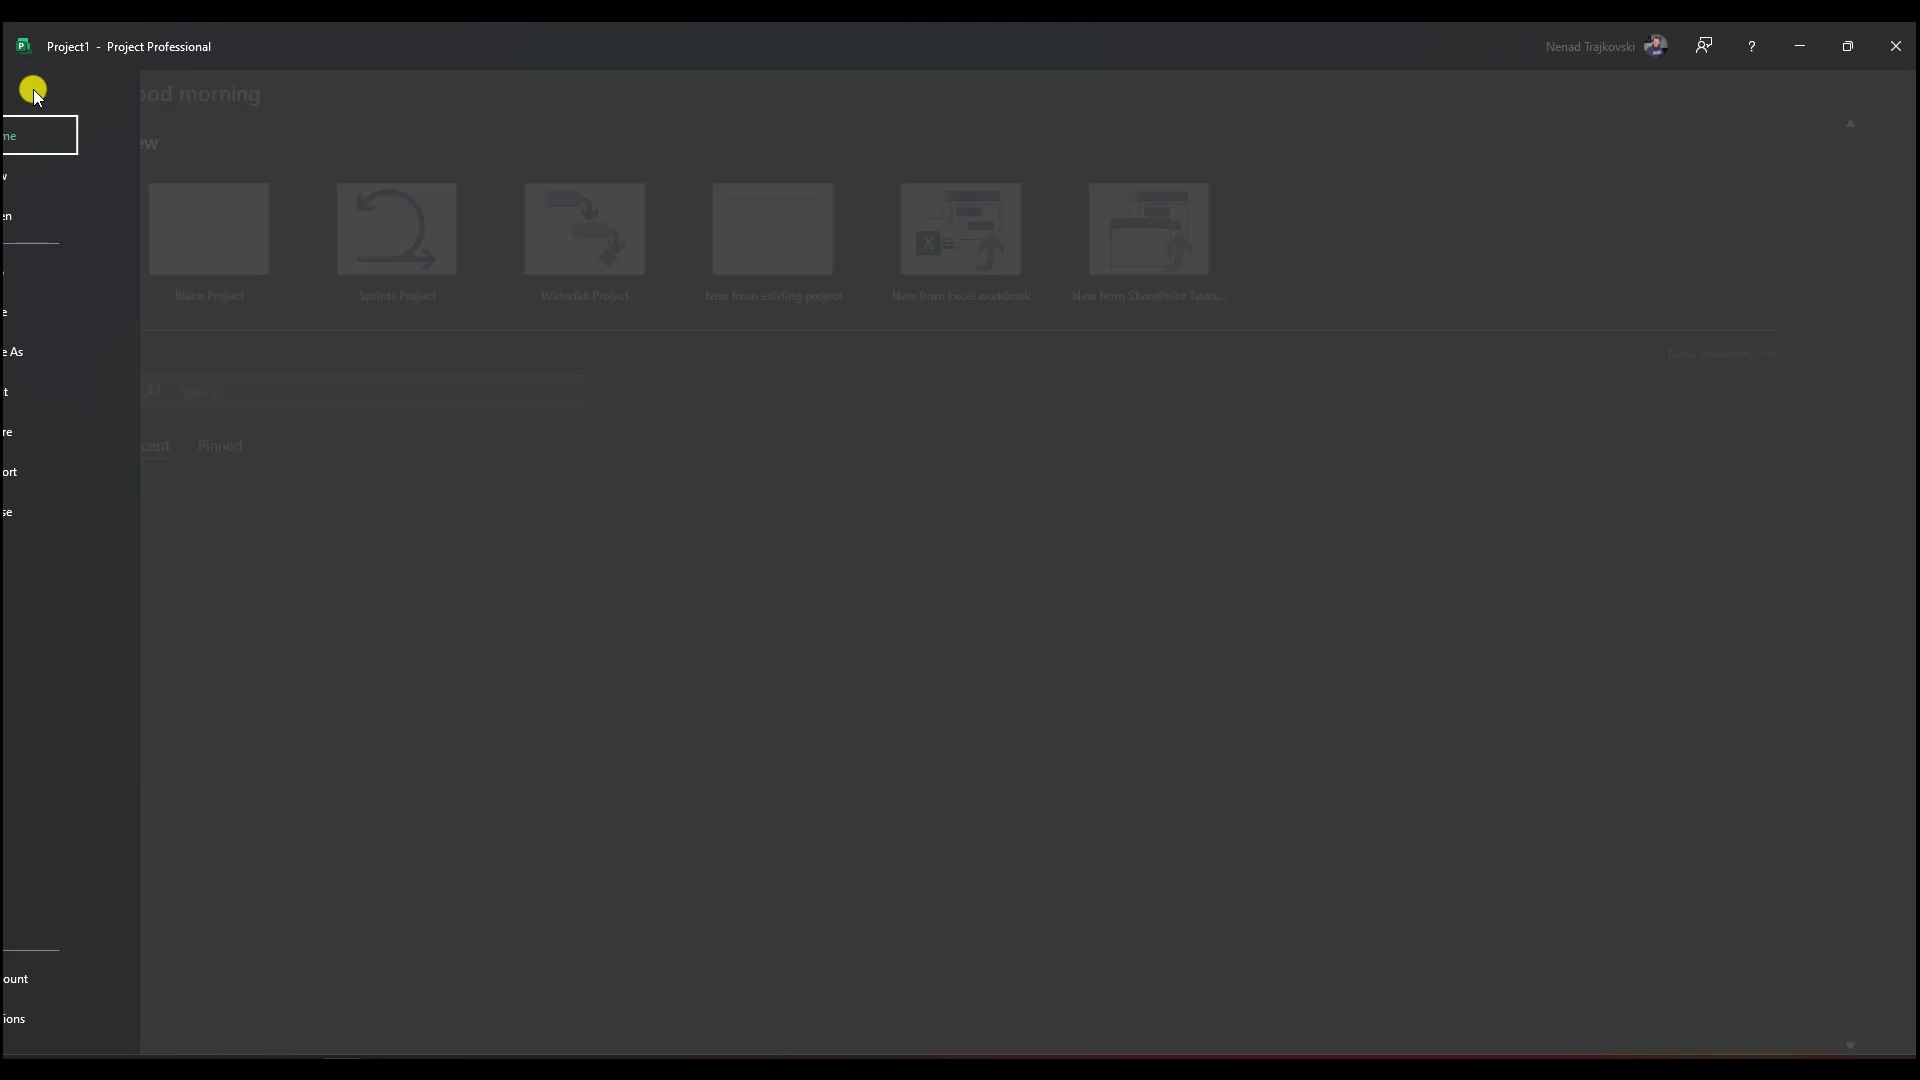 Project1 - Project Professional
Nenad Trajkovski
?
ood morning
me
ew
w
en
Blank Project
Sprints Project
Waterfall Project
New from existing project
New from Excel workbook
New from SharePoint Tasks...
e
e As
t
re
cent
Pinned
ort
se
ount
ions